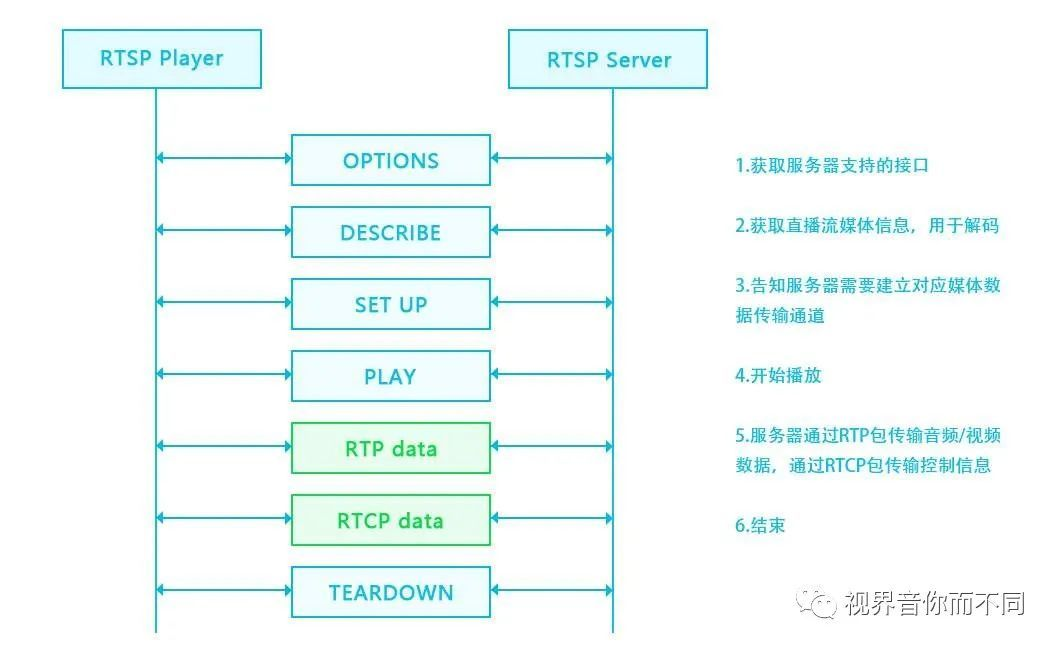 RTSP Player
RTSP Server
OPTIONS
DESCRIBE
SET UP
PLAY
RTP data
RTCP data
TEARDOWN
1.获取服务器支持的接口
2.获取直播流媒体信息，用于解码
3.告知服务器需要建立对应媒体数
据传输通道
4.开始播放
5.服务器通过RTP包传输音频/视频
数据，通过RTCP包传输控制信息
6.结束
视界音你而不同